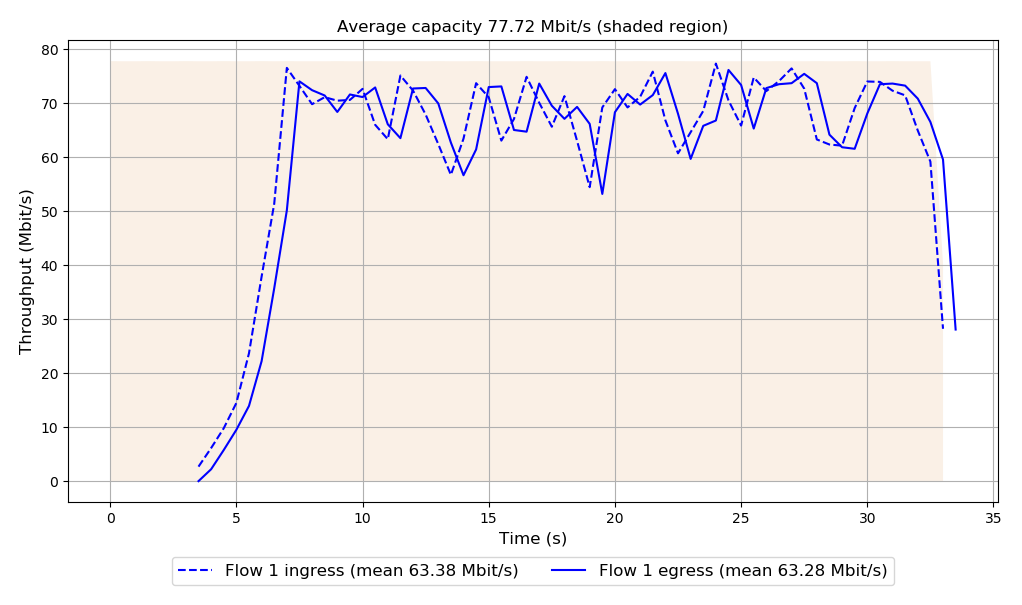 Average capacity 77.72 Mbit/s (shaded region)
Throughput (Mbit/s)
80
70
60
50
40
30
20
10
0
0 5 10 15 20 25 30 35
Time (s)
Flow 1 ingress (mean 63.38 Mbit/s) Flow 1 egress (mean 63.28 Mbit/s)